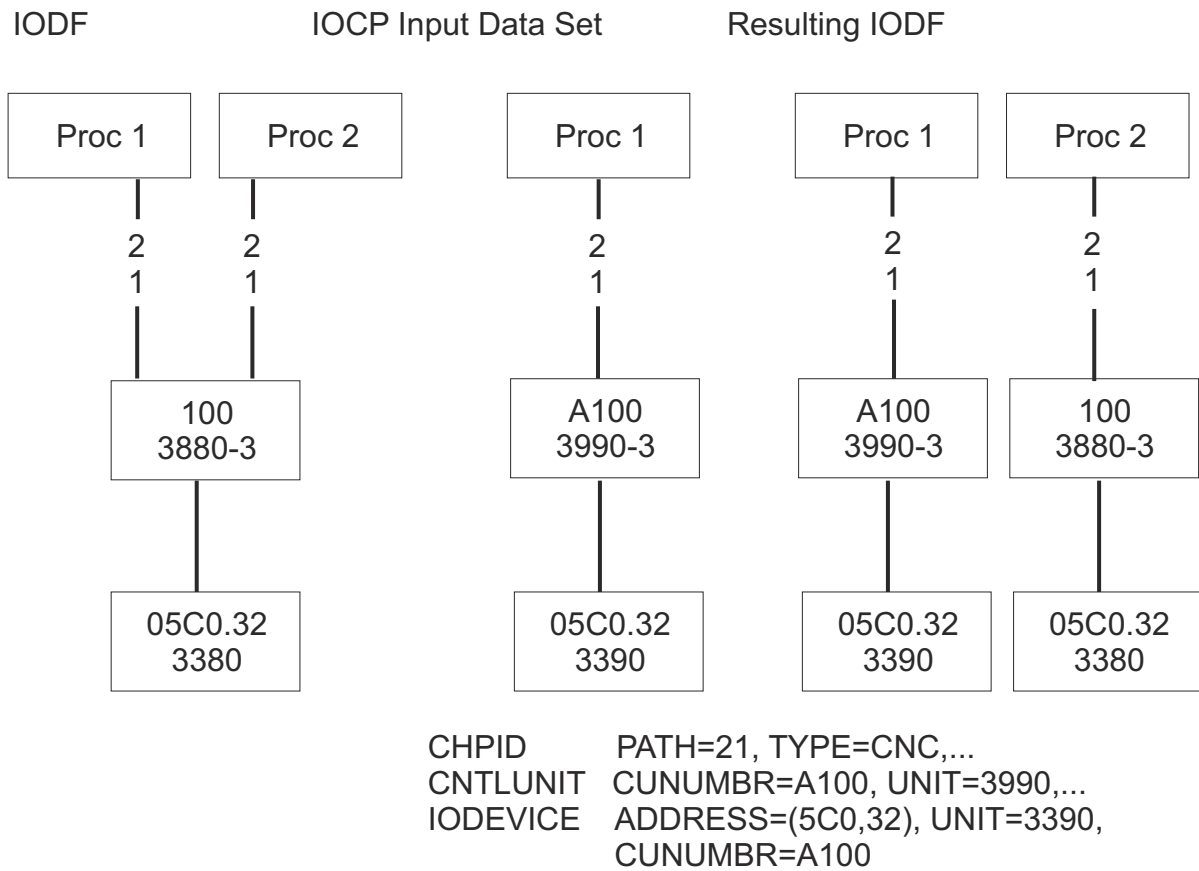 IODF IOCP Input Data Set Resulting IODF
Proc 1 Proc 2 Proc 1 Proc 1 Proc 2
2 2 2 2 2
1 1 1 1 1
100 A100 A100 100
3880-3 3990-3 3990-3 3880-3
05C0.32 05C0.32 05C0.32 05C0.32
3380 3390 3390 3380
CHPID PATH=21, TYPE=CNC,...
CNTLUNIT CUNUMBR=A100, UNIT=3990,...
IODEVICE ADDRESS=(5C0,32), UNIT=3390,
CUNUMBR=A100